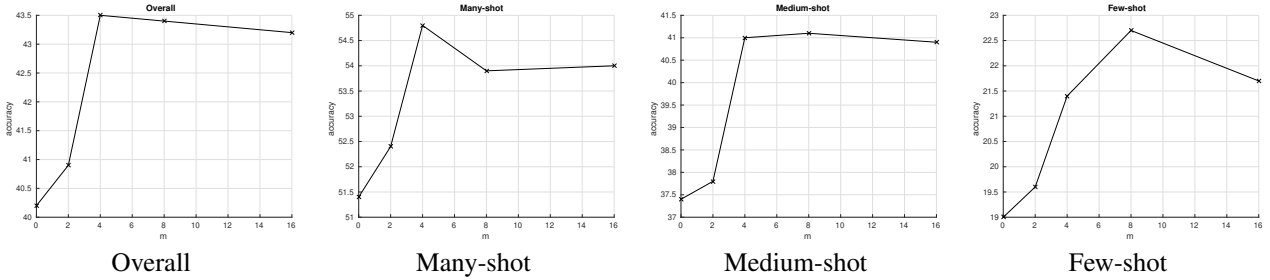 Overall
43.5
43
42.5
42
41.5
41
40.5
40
accuracy
0 2 4 6 8 10 12 14 16
m
Overall
Many-shot
55
54.5
54
53.5
53
52.5
52
51.5
51
accuracy
0 2 4 6 8 10 12 14 16
m
Many-shot
Medium-shot
41.5
41
40.5
40
39.5
39
38.5
38
37.5
37
accuracy
0 2 4 6 8 10 12 14 16
m
Medium-shot
Few-shot
23
22.5
22
21.5
21
20.5
20
19.5
19
accuracy
0 2 4 6 8 10 12 14 16
m
Few-shot